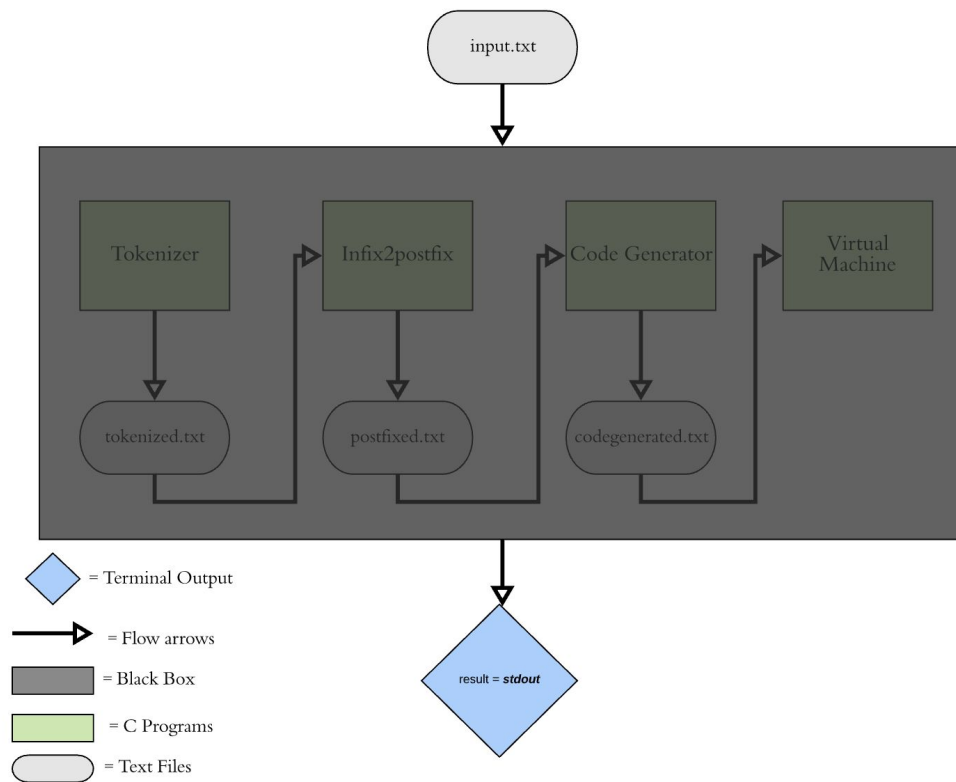 input.txt
Tokenizer
Infix2postfix
Code Generator
Virtual
Machine
tokenized.txt
postfixed.txt
codegenerated.txt
= Terminal Output
= Flow arrows
= Black Box
= C Programs
= Text Files
result = stdout